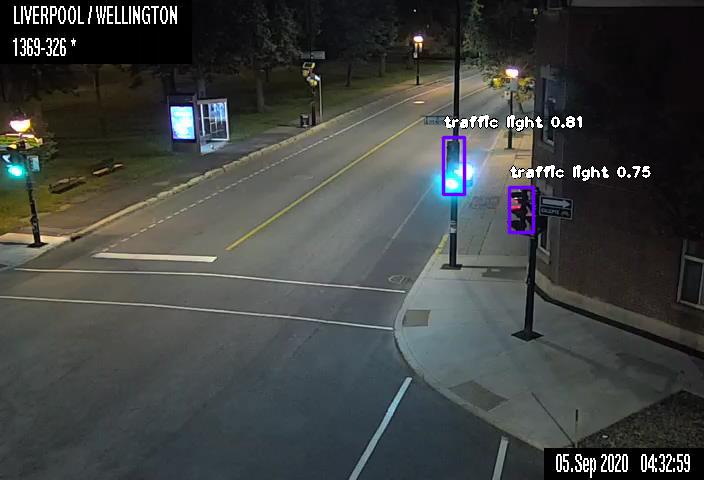 LIVERPOOL / WELLINGTON
1369-326 *
traffic light 0.81
traffic light 0.75
05.Sep 2020 04:32:59